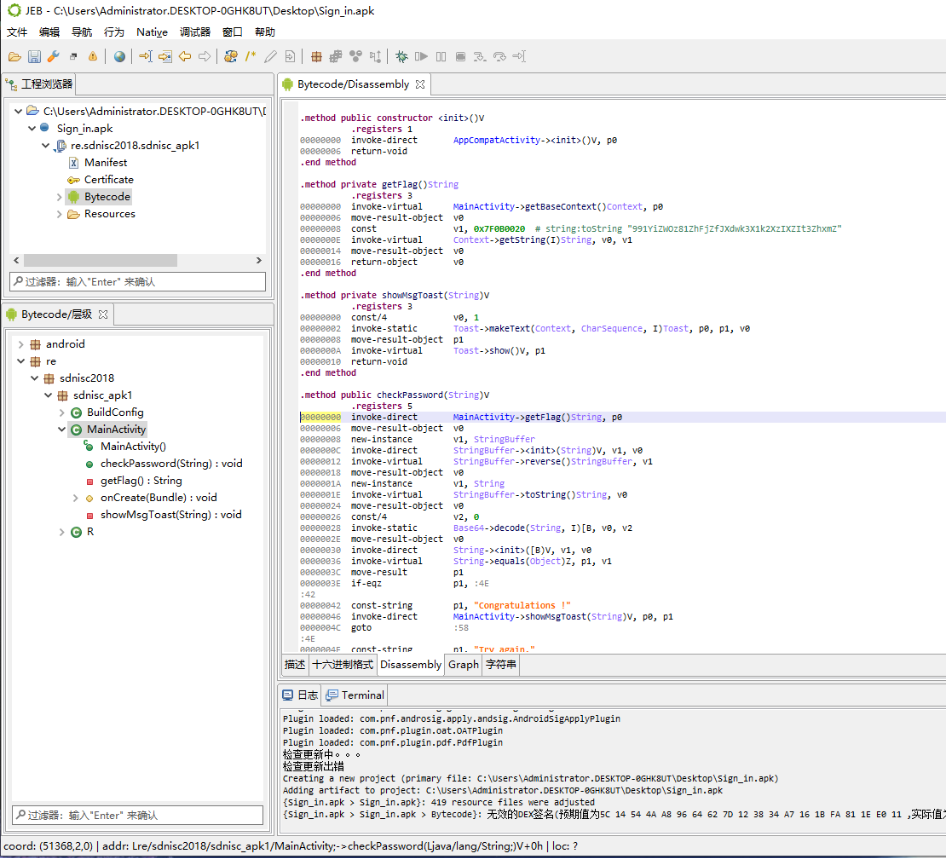 JEB - C:\Users\Administrator.DESKTOP-0GHK8UT\Desktop\Sign_in.apk
文件 编辑 导航 行为 Native 调试器 窗口 帮助
工程浏览器
C:\Users\Administrator.DESKTOP-0GHK8UT\D
Sign_in.apk
re.sdnisc2018.sdnisc_apk1
Manifest
Certificate
Bytecode
Resources
过滤器：输入"Enter" 来确认
Bytecode/层级
android
re
sdnisc2018
sdnisc_apk1
BuildConfig
MainActivity
MainActivity()
checkPassword(String) : void
getFlag() : String
onCreate(Bundle) : void
showMsgToast(String) : void
R
过滤器：输入"Enter" 来确认
Bytecode/Disassembly
.method public constructor <init>()V
.registers 1
00000000 invoke-direct AppCompatActivity-><init>()V, p0
00000006 return-void
.end method
.method private getFlag()String
.registers 3
00000000 invoke-virtual MainActivity->getBaseContext()Context, p0
00000006 move-result-object v0
00000008 const v1, 0x7F0B0020 # string:toString "991YiZWOz81ZhFjZfJXdwk3X1k2XzIXZIt3ZhxmZ"
0000000E invoke-virtual Context->getString(I)String, v0, v1
00000014 move-result-object v0
00000016 return-object v0
.end method
.method private showMsgToast(String)V
.registers 3
00000000 const/4 v0, 1
00000002 invoke-static Toast->makeText(Context, CharSequence, I)Toast, p0, p1, v0
00000008 move-result-object p1
0000000A invoke-virtual Toast->show()V, p1
00000010 return-void
.end method
.method public checkPassword(String)V
.registers 5
00000000 invoke-direct MainActivity->getFlag()String, p0
00000006 move-result-object v0
00000008 new-instance v1, StringBuffer
0000000C invoke-direct StringBuffer-><init>(String)V, v1, v0
00000012 invoke-virtual StringBuffer->reverse()StringBuffer, v1
00000018 move-result-object v0
0000001A new-instance v1, String
0000001E invoke-virtual StringBuffer->toString()String, v0
00000024 move-result-object v0
00000026 const/4 v2, 0
00000028 invoke-static Base64->decode(String, I)[B, v0, v2
0000002E move-result-object v0
00000030 invoke-direct String-><init>([B)V, v1, v0
00000036 invoke-virtual String->equals(Object)Z, p1, v1
0000003C move-result p1
0000003E if-eqz p1, :4E
:42
00000042 const-string p1, "Congratulations !"
00000046 invoke-direct MainActivity->showMsgToast(String)V, p0, p1
0000004C goto :58
:4E
0000004E const-string p1, "Try again."
描述 十六进制格式 Disassembly Graph 字符串
日志 Terminal
Plugin loaded: com.pnf.androsig.apply.andsig.AndroidSigApplyPlugin
Plugin loaded: com.pnf.plugin.oat.OATPlugin
Plugin loaded: com.pnf.plugin.pdf.PdfPlugin
检查更新中。。。
检查更新出错
Creating a new project (primary file: C:\Users\Administrator.DESKTOP-0GHK8UT\Desktop\Sign_in.apk)
Adding artifact to project: C:\Users\Administrator.DESKTOP-0GHK8UT\Desktop\Sign_in.apk
{Sign_in.apk > Sign_in.apk}: 419 resource files were adjusted
{Sign_in.apk > Sign_in.apk > Bytecode}: 无效的DEX签名(预期值为5C 14 54 4A A8 96 64 62 7D 12 38 34 A7 16 1B FA 81 1E E0 11 ,实际值为
coord: (51368,2,0) | addr: Lre/sdnisc2018/sdnisc_apk1/MainActivity;->checkPassword(Ljava/lang/String;)V+0h | loc: ?